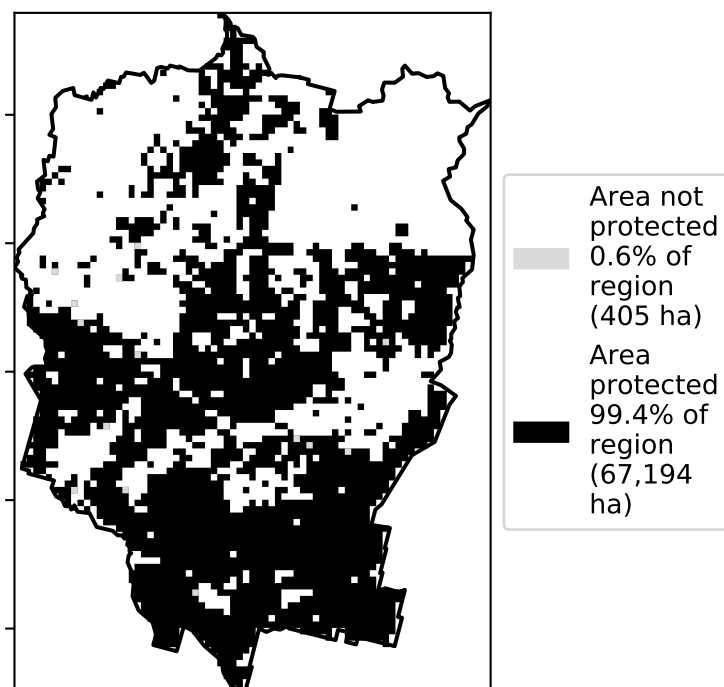 Area not
protected
0.6% of
region
(405 ha)
Area
protected
99.4% of
region
(67,194
ha)